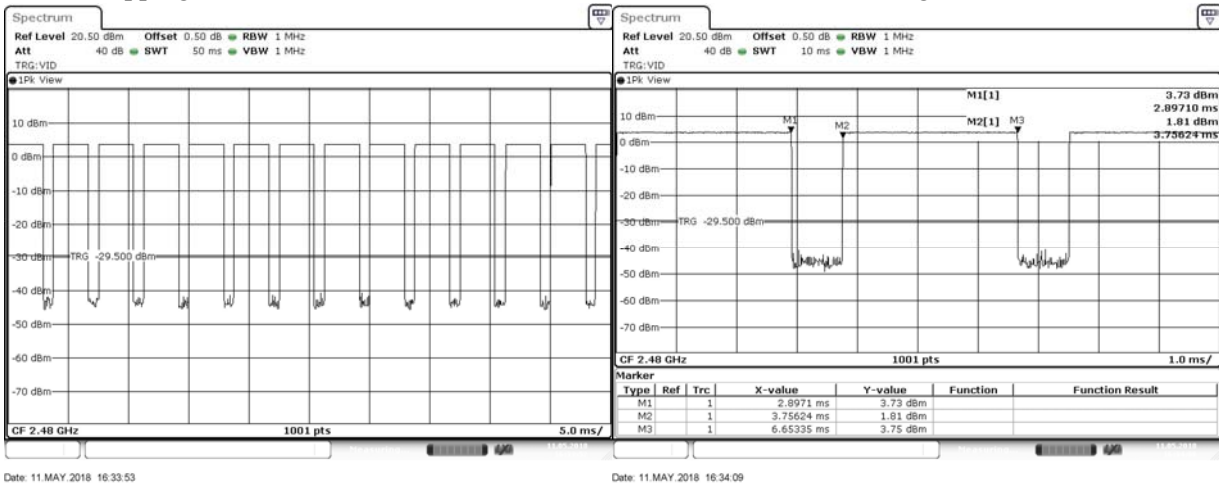 Spectrum
Ref Level 20.50 dBm Offset 0.50 dB RBW 1 MHz
Att 40 dB SWT 50 ms VBW 1 MHz
TRG:VID
1Pk View
10 dBm
0 dBm
-10 dBm
-20 dBm
-30 dBm TRG -29.500 dBm
-40 dBm
-50 dBm
-60 dBm
-70 dBm
CF 2.48 GHz 1001 pts 5.0 ms/
Date: 11.MAY.2018 16:33:53
Spectrum
Ref Level 20.50 dBm Offset 0.50 dB RBW 1 MHz
Att 40 dB SWT 10 ms VBW 1 MHz
TRG:VID
1Pk View
M1[1] 3.73 dBm
2.89710 ms
M2[1] 1.81 dBm
3.75624 ms
M1 M2 M3
10 dBm
0 dBm
-10 dBm
-20 dBm
-30 dBm TRG -29.500 dBm
-40 dBm
-50 dBm
-60 dBm
-70 dBm
CF 2.48 GHz 1001 pts 1.0 ms/
Marker
Type Ref Trc X-value Y-value Function Function Result
M1 1 2.8971 ms 3.73 dBm
M2 1 3.75624 ms 1.81 dBm
M3 1 6.65335 ms 3.75 dBm
Date: 11.MAY.2018 16:34:09